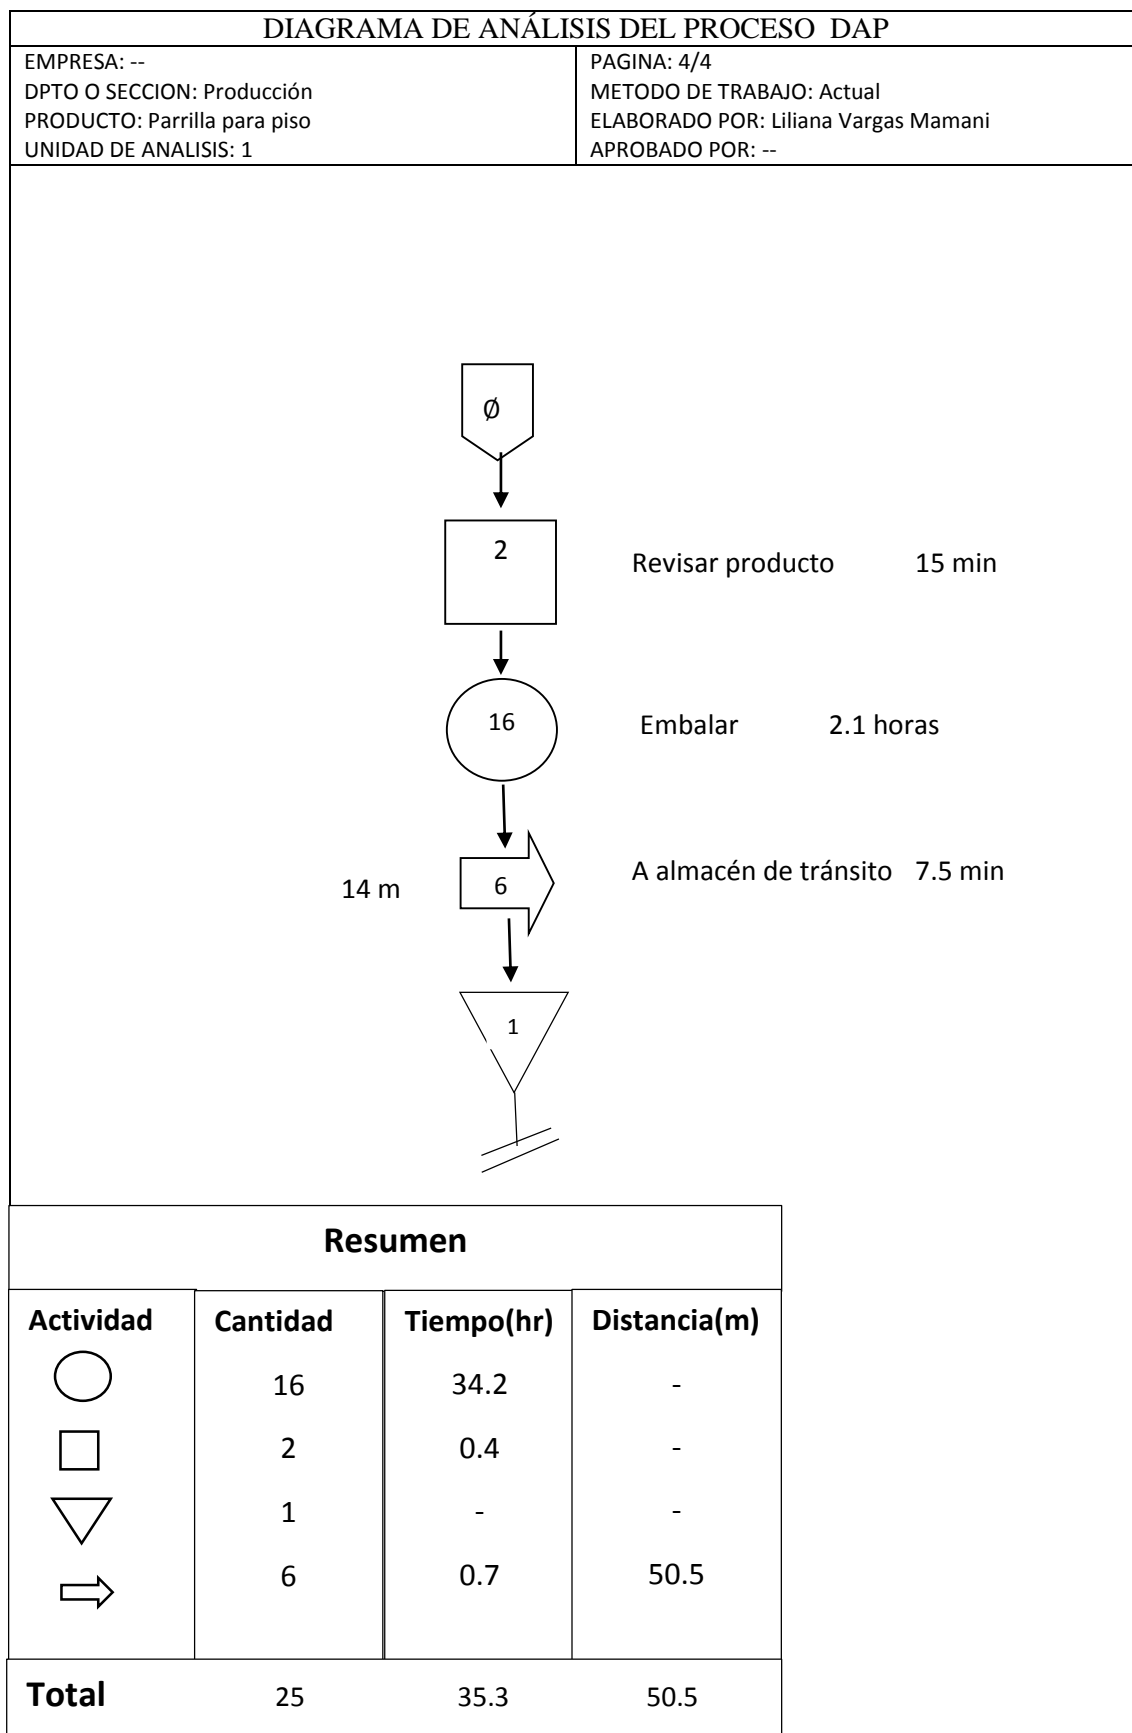 DIAGRAMA DE ANÁLISIS DEL PROCESO DAP
EMPRESA: --
DPTO O SECCION: Producción
PRODUCTO: Parrilla para piso
UNIDAD DE ANALISIS: 1
PAGINA: 4/4
METODO DE TRABAJO: Actual
ELABORADO POR: Liliana Vargas Mamani
APROBADO POR: --
Ø
2 Revisar producto 15 min
16 Embalar 2.1 horas
14 m 6 A almacén de tránsito 7.5 min
1
Resumen
Actividad Cantidad Tiempo(hr) Distancia(m)
16 34.2 -
2 0.4 -
1 - -
6 0.7 50.5
Total 25 35.3 50.5